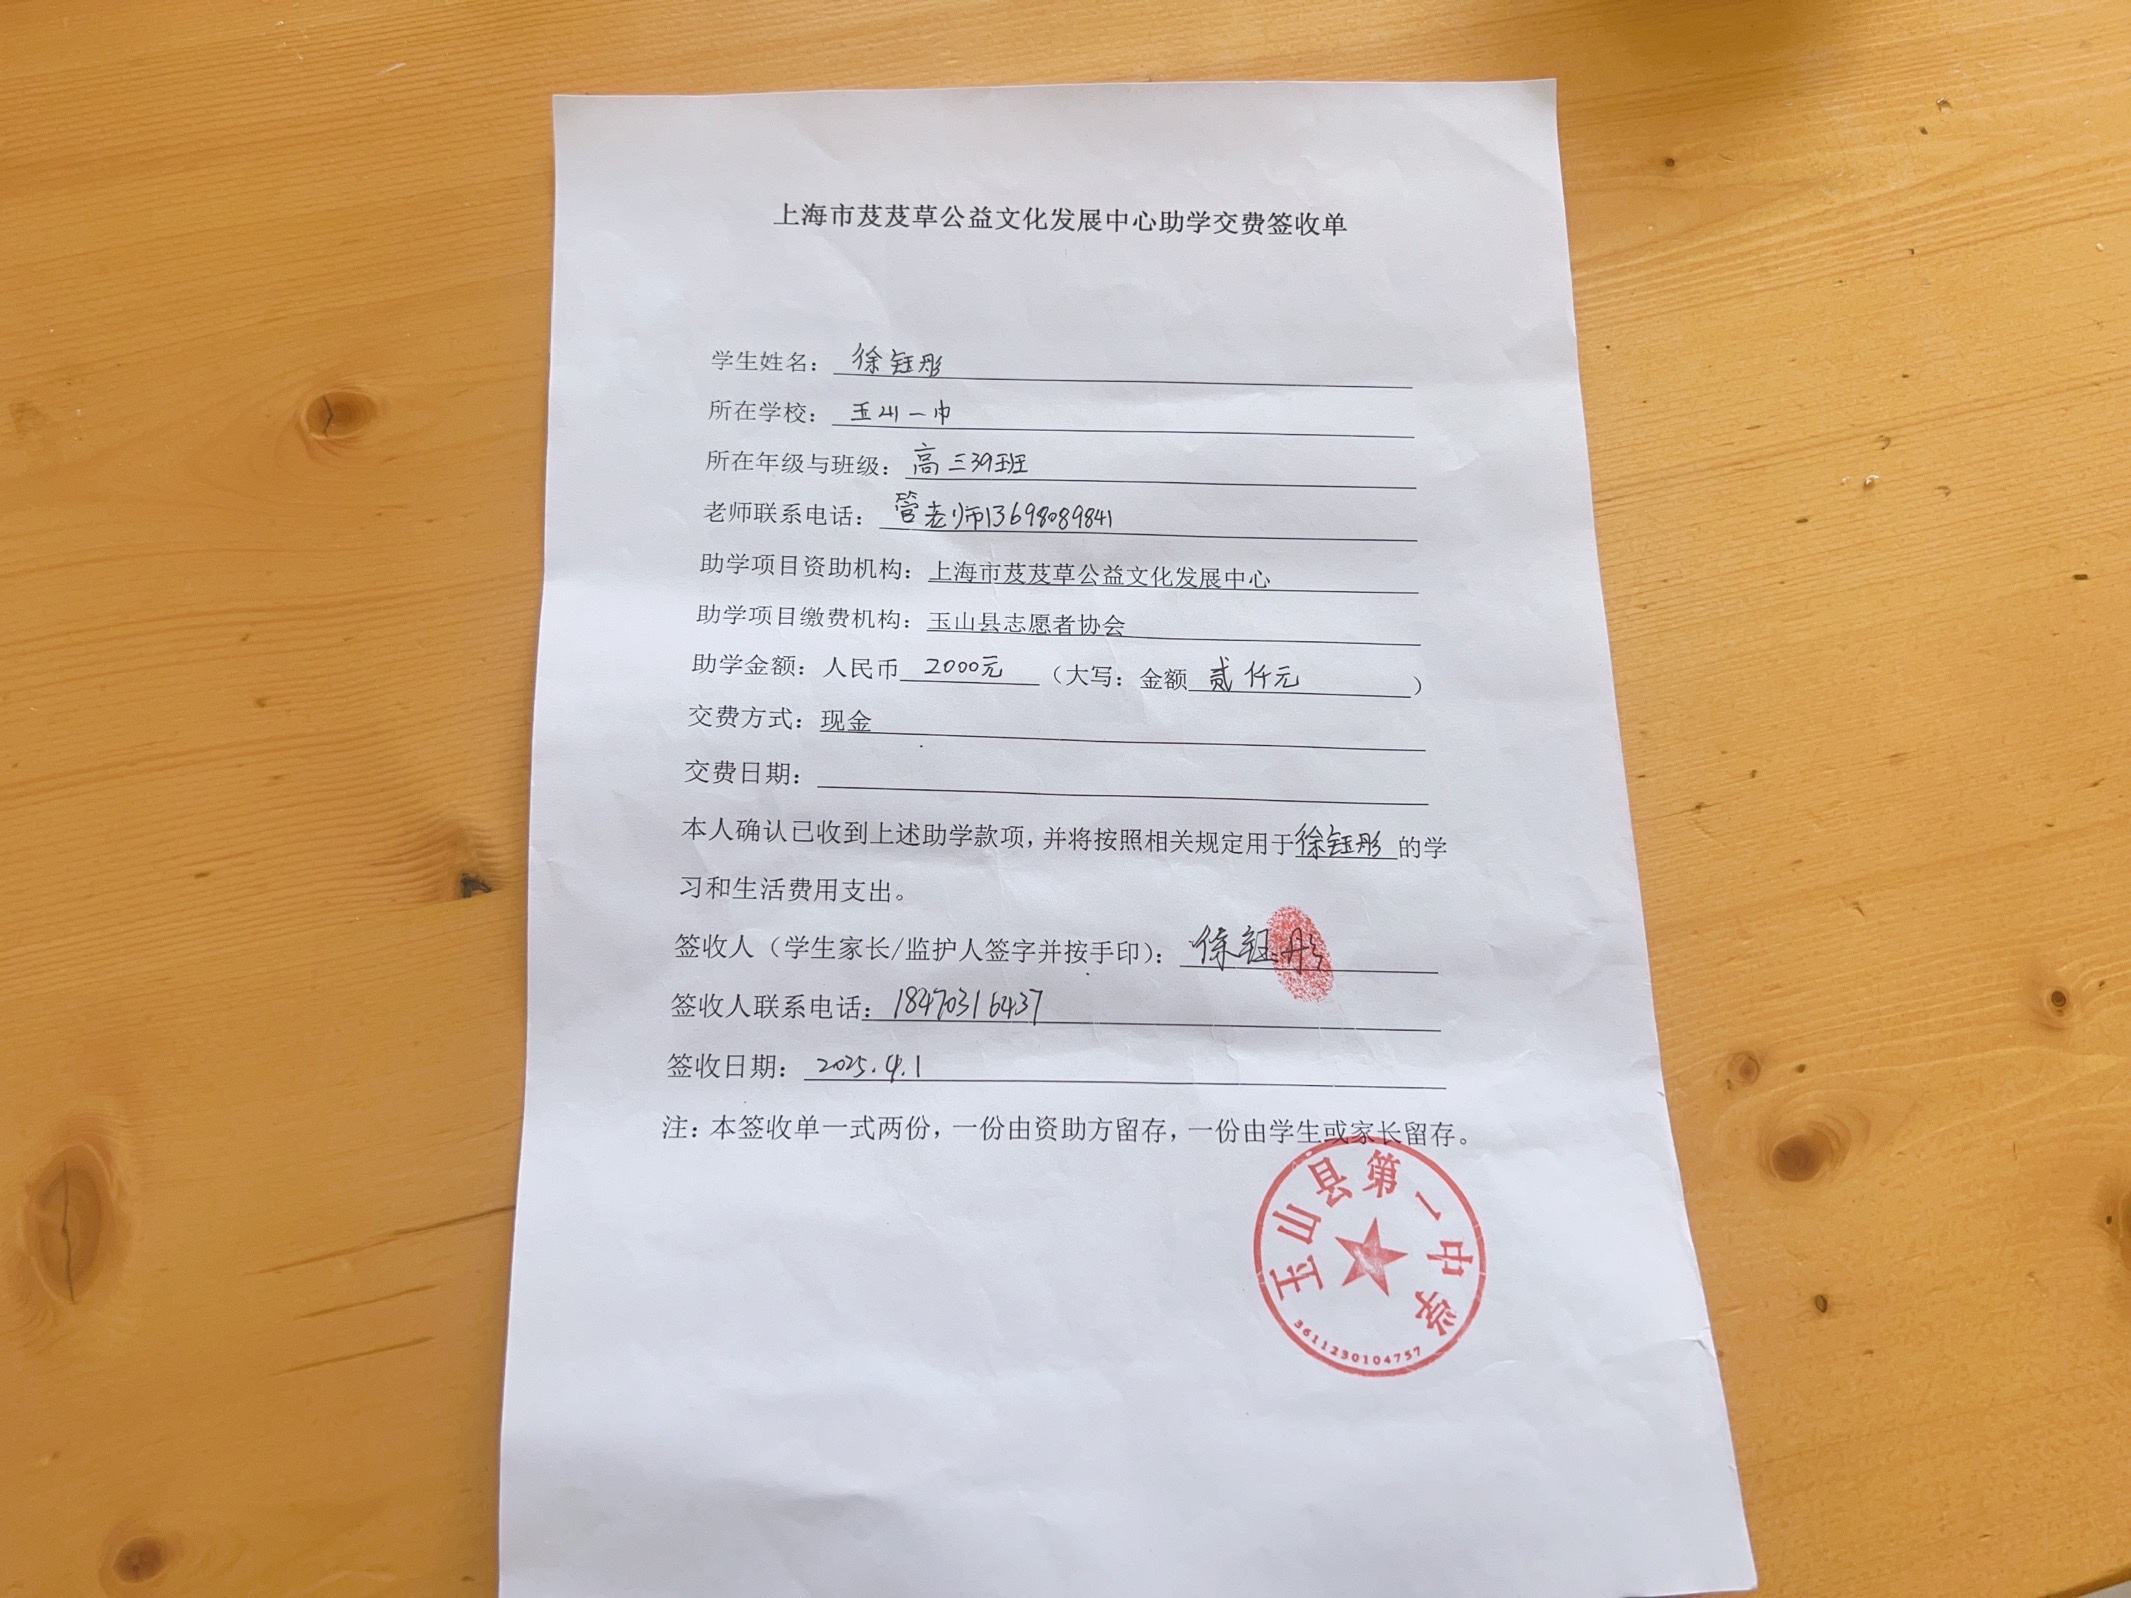 上海市芨芨草公益文化发展中心助学交费签收单
学生姓名：徐钰彤
所在学校：玉山一中
所在年级与班级：高三39班
老师联系电话：管老师13698089841
助学项目资助机构：上海市芨芨草公益文化发展中心
助学项目缴费机构：玉山县志愿者协会
助学金额：人民币2000元（大写：金额贰仟元）
交费方式：现金
交费日期：
本人确认已收到上述助学款项，并将按照相关规定用于徐钰彤的学
习和生活费用支出。
签收人（学生家长/监护人签字并按手印）：徐钰彤
签收人联系电话：18470316437
签收日期：2025.4.1
注：本签收单一式两份，一份由资助方留存，一份由学生或家长留存。
玉山县第一中学
3611230104757